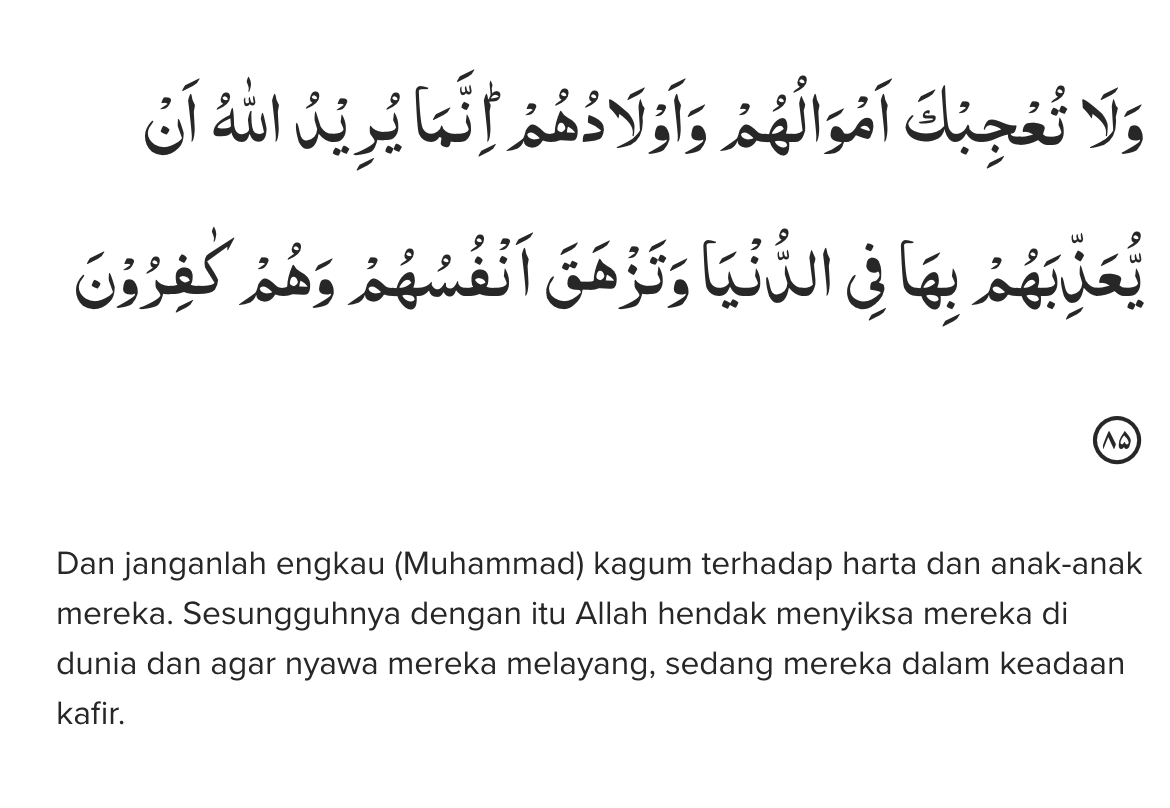 وَلَا تُعْجِبْكَ اَمْوَالُهُمْ وَاَوْلَادُهُمْ ۗاِنَّمَا يُرِيْدُ اللّٰهُ اَنْ
يُّعَذِّبَهُمْ بِهَا فِى الدُّنْيَا وَتَزْهَقَ اَنْفُسُهُمْ وَهُمْ كٰفِرُوْنَ
۸۵
Dan janganlah engkau (Muhammad) kagum terhadap harta dan anak-anak
mereka. Sesungguhnya dengan itu Allah hendak menyiksa mereka di
dunia dan agar nyawa mereka melayang, sedang mereka dalam keadaan
kafir.